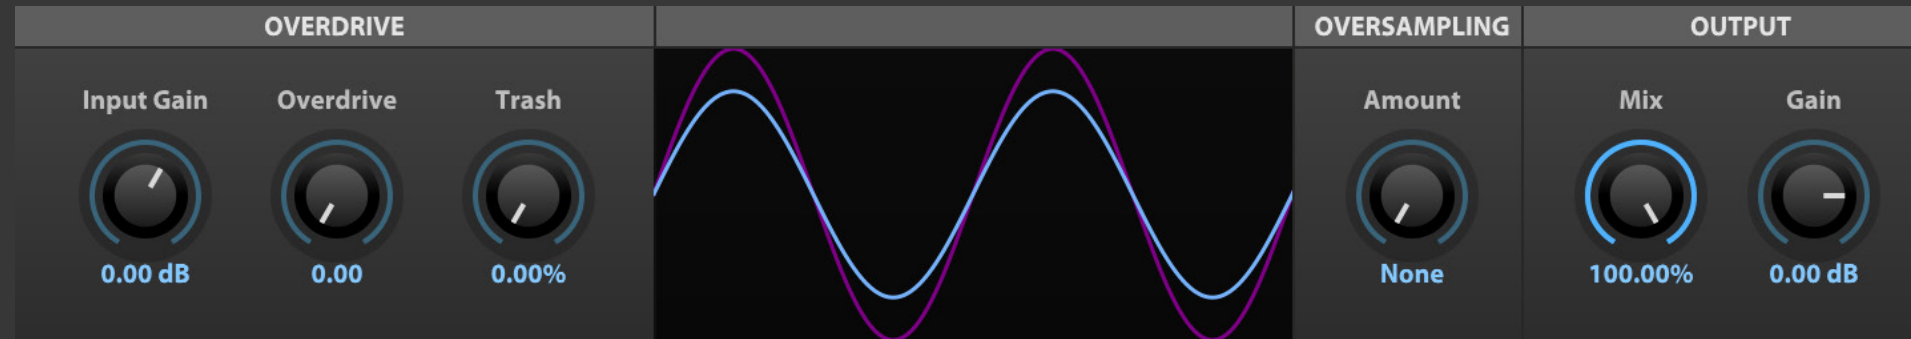 OVERDRIVE
OVERSAMPLING
OUTPUT
Input Gain
Overdrive
Trash
Amount
Mix
Gain
0.00 dB
0.00
0.00%
None
100.00%
0.00 dB